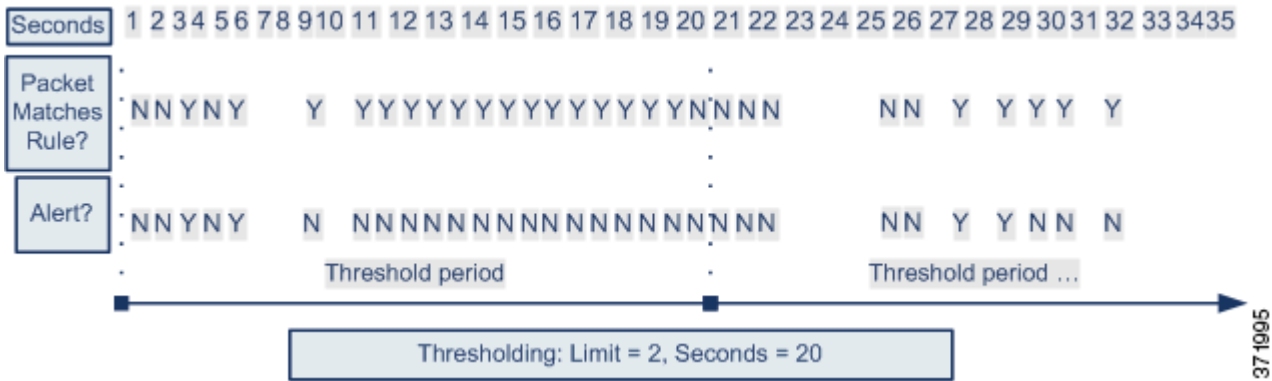 Seconds 1 2 3 4 5 6 7 8 9 10 11 12 13 14 15 16 17 18 19 20 21 22 23 24 25 26 27 28 29 30 31 32 33 34 35
Packet
Matches
Rule?
N N Y N Y Y Y Y Y Y Y Y Y Y Y Y Y Y Y Y N N N N N N Y Y Y Y Y
Alert?
N N Y N Y N N N N N N N N N N N N N N N N N N N N N Y Y N N N
Threshold period
Threshold period ...
Thresholding: Limit = 2, Seconds = 20
371995